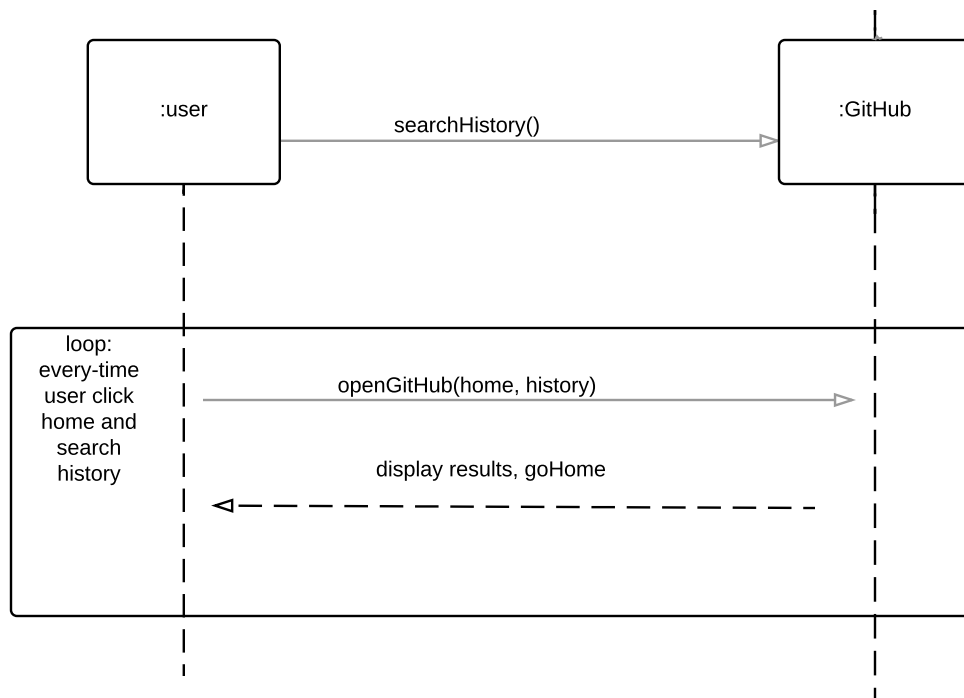 :user
:GitHub
searchHistory()
loop:
every-time
user click
home and
search
history
openGitHub(home, history)
display results, goHome